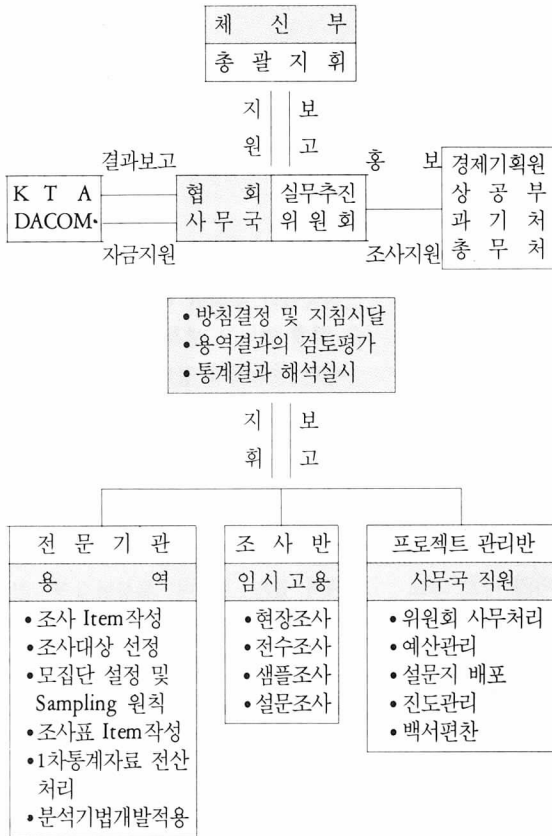 체 신 부
총 괄 지 휘
지 보
원 고
결과보고 홍 보
K T A
DACOM
협 회 실무추진
사무국 위 원 회
경제기획원
상 공 부
과 기 처
총 무 처
자금지원 조사지원
• 방침결정 및 지침시달
• 용역결과의 검토평가
• 통계결과 해석실시
지 보
휘 고
전 문 기 관
용 역
• 조사 Item작성
• 조사대상 선정
• 모집단 설정 및
Sampling 원칙
• 조사표 Item작성
• 1차통계자료 전산
처리
• 분석기법개발적용
조 사 반
임시고용
• 현장조사
• 전수조사
• 샘플조사
• 설문조사
프로젝트 관리반
사무국 직원
• 위원회 사무처리
• 예산관리
• 설문지 배포
• 진도관리
• 백서편찬